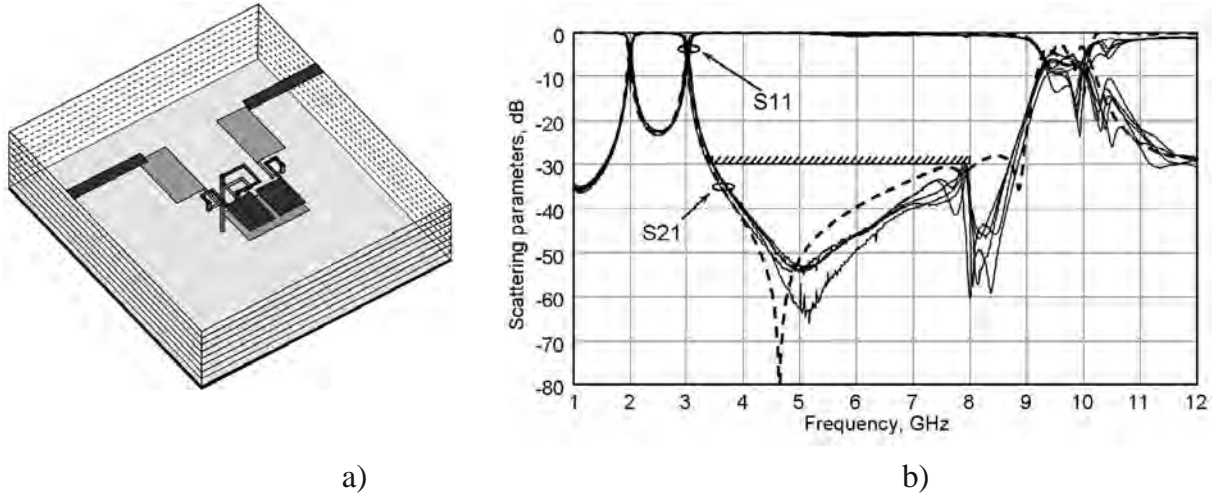 0
-10
-20
-30
-40
-50
-60
-70
-80
S11
S21
Scattering parameters, dB
1 2 3 4 5 6 7 8 9 10 11 12
Frequency, GHz
a) b)